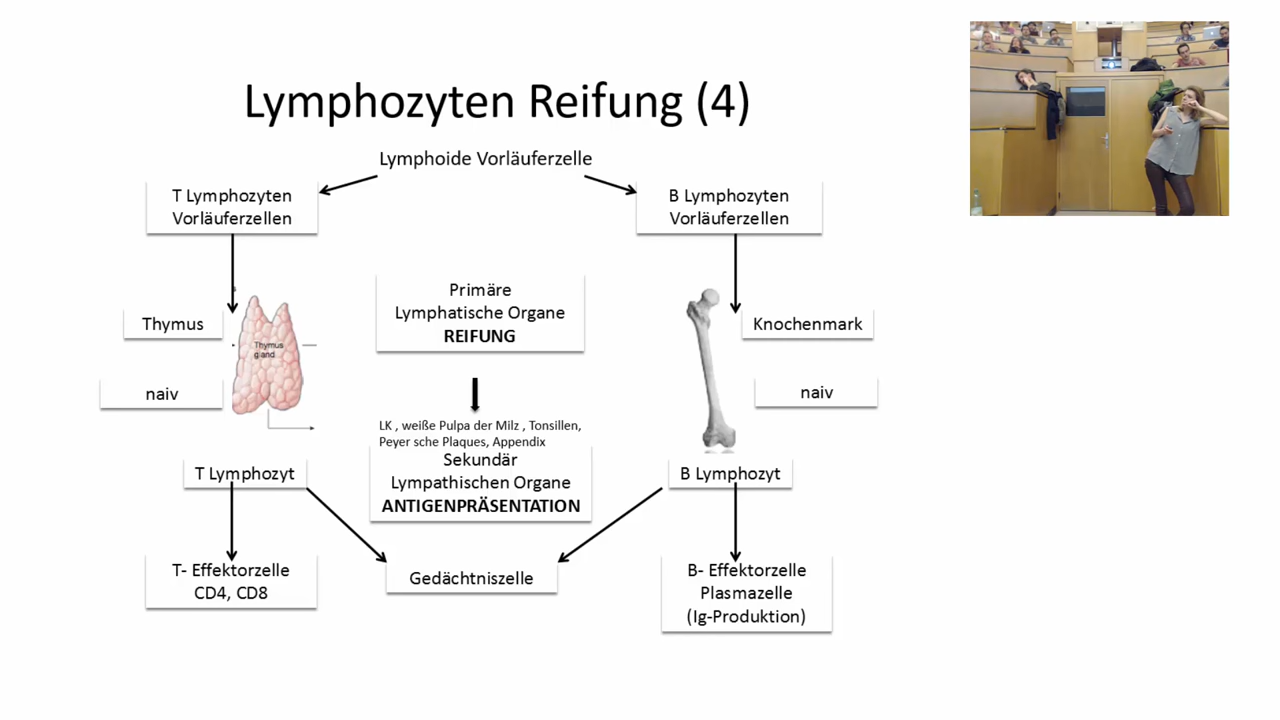 Lymphozyten Reifung (4)
Lymphoide Vorläuferzelle
T Lymphozyten
Vorläuferzellen
B Lymphozyten
Vorläuferzellen
Primäre
Lymphatische Organe
REIFUNG
Thymus
Thymus
gland
Knochenmark
naiv
naiv
LK , weiße Pulpa der Milz , Tonsillen,
Peyer sche Plaques, Appendix
Sekundär
Lympathischen Organe
ANTIGENPRÄSENTATION
T Lymphozyt
B Lymphozyt
T- Effektorzelle
CD4, CD8
Gedächtniszelle
B- Effektorzelle
Plasmazelle
(Ig-Produktion)